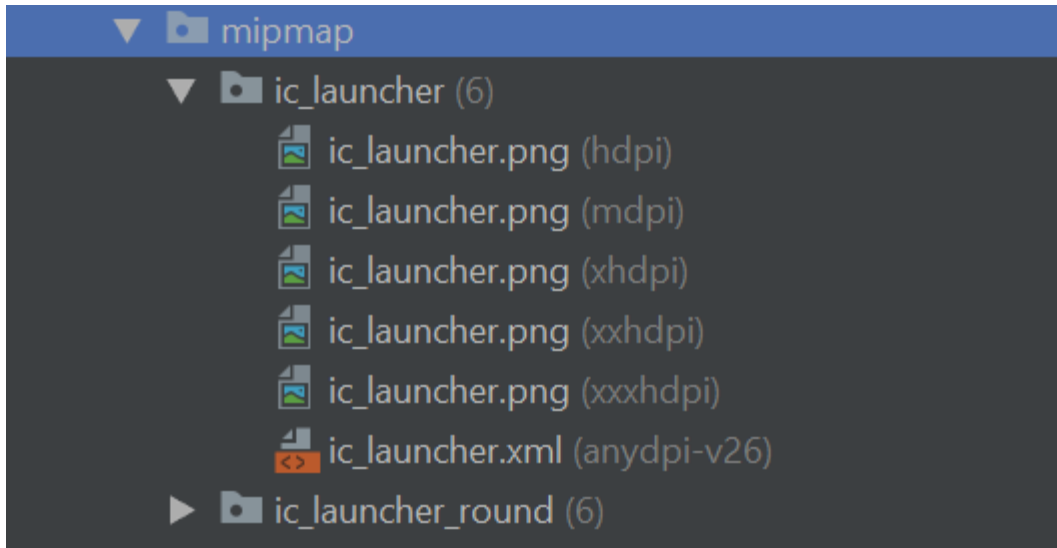 mipmap
ic_launcher (6)
ic_launcher.png (hdpi)
ic_launcher.png (mdpi)
ic_launcher.png (xhdpi)
ic_launcher.png (xxhdpi)
ic_launcher.png (xxxhdpi)
ic_launcher.xml (anydpi-v26)
ic_launcher_round (6)